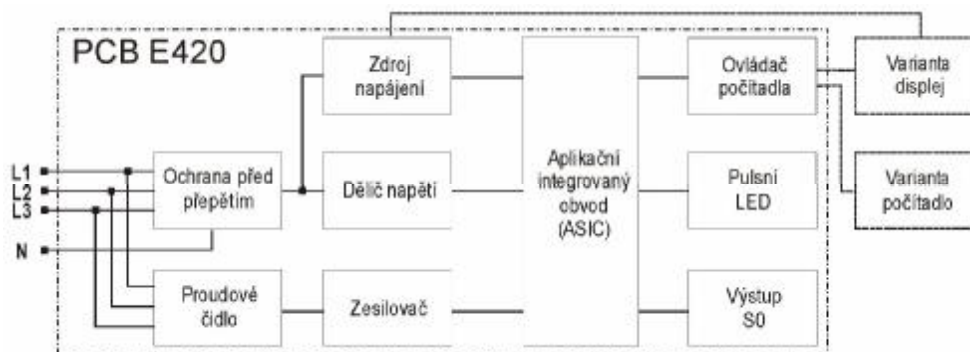 PCB E420
Zdroj
napájení
Ovládač
počítadla
Varianta
displej
L1
L2
L3
N
Ochrana před
přepětím
Dělič napětí
Aplikační
integrovaný
obvod
(ASIC)
Pulsní
LED
Varianta
počítadlo
Proudové
čidlo
Zesilovač
Výstup
S0